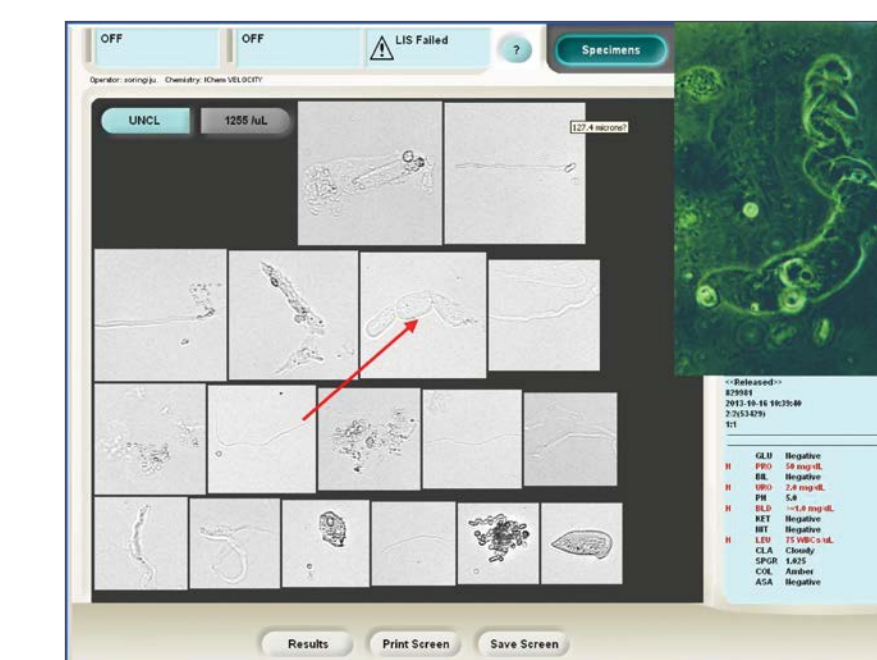 OFF
OFF
LIS Failed
?
Specimens
Operator: soringiju. Chemistry: IChem VELOCITY
UNCL
1255 /uL
127.4 microns?
<<Released>>
829981
2013-10-16 10:39:40
2:2(53429)
1:1
GLU Negative
H PRO 50 mg/dL
BIL Negative
H URO 2.0 mg/dL
PH 5.0
H BLD >=1.0 mg/dL
KET Negative
NIT Negative
H LEU 75 WBCs/uL
CLA Cloudy
SPGR 1.025
COL Amber
ASA Negative
Results
Print Screen
Save Screen